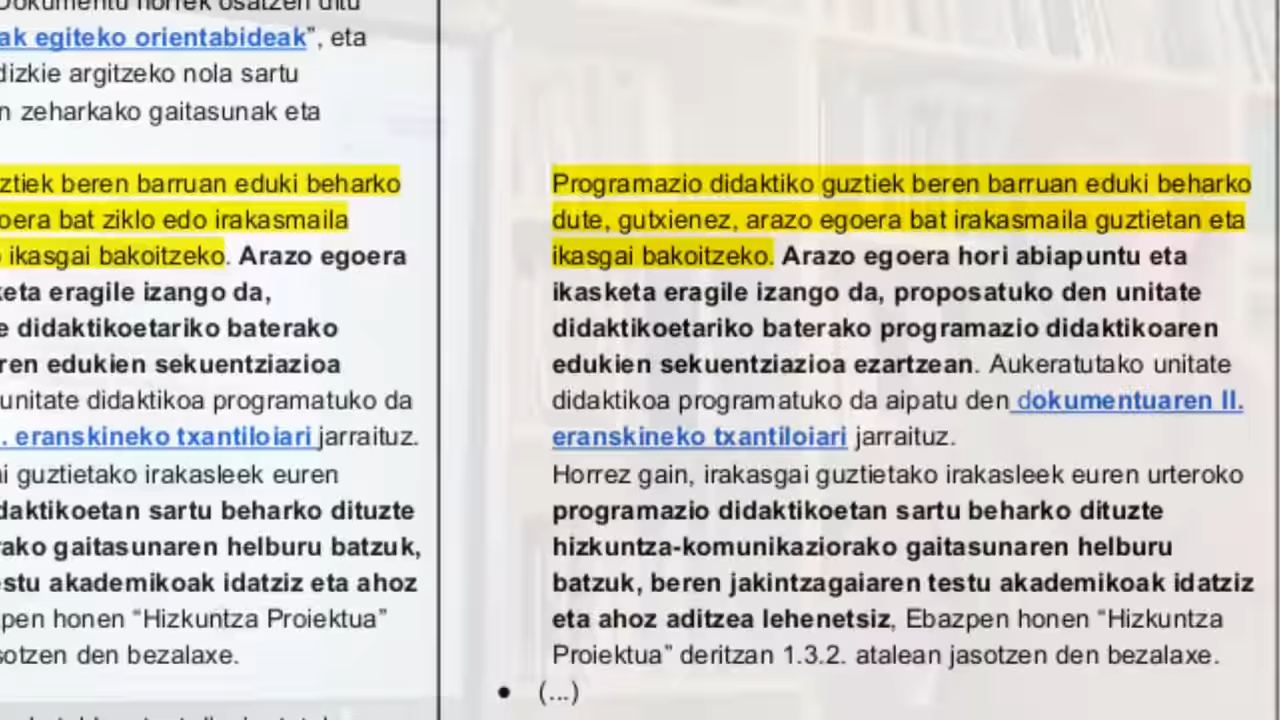 ak egiteko orientabideak”, eta
dizkie argitzeko nola sartu
n zeharkako gaitasunak eta
ztiek beren barruan eduki beharko
oera bat ziklo edo irakasmaila
ikasgai bakoitzeko. Arazo egoera
keta eragile izango da,
e didaktikoetariko baterako
ren edukien sekuentziazioa
unitate didaktikoa programatuko da
. eranskineko txantiloiari jarraituz.
ai guztietako irakasleek euren
daktikoetan sartu beharko dituzte
rako gaitasunaren helburu batzuk,
estu akademikoak idatziz eta ahoz
pen honen “Hizkuntza Proiektua”
sotzen den bezalaxe.
Programazio didaktiko guztiek beren barruan eduki beharko
dute, gutxienez, arazo egoera bat irakasmaila guztietan eta
ikasgai bakoitzeko. Arazo egoera hori abiapuntu eta
ikasketa eragile izango da, proposatuko den unitate
didaktikoetariko baterako programazio didaktikoaren
edukien sekuentziazioa ezartzean. Aukeratutako unitate
didaktikoa programatuko da aipatu den dokumentuaren II.
eranskineko txantiloiari jarraituz.
Horrez gain, irakasgai guztietako irakasleek euren urteroko
programazio didaktikoetan sartu beharko dituzte
hizkuntza-komunikaziorako gaitasunaren helburu
batzuk, beren jakintzagaiaren testu akademikoak idatziz
eta ahoz aditzea lehenetsiz, Ebazpen honen “Hizkuntza
Proiektua” deritzan 1.3.2. atalean jasotzen den bezalaxe.
• (...)